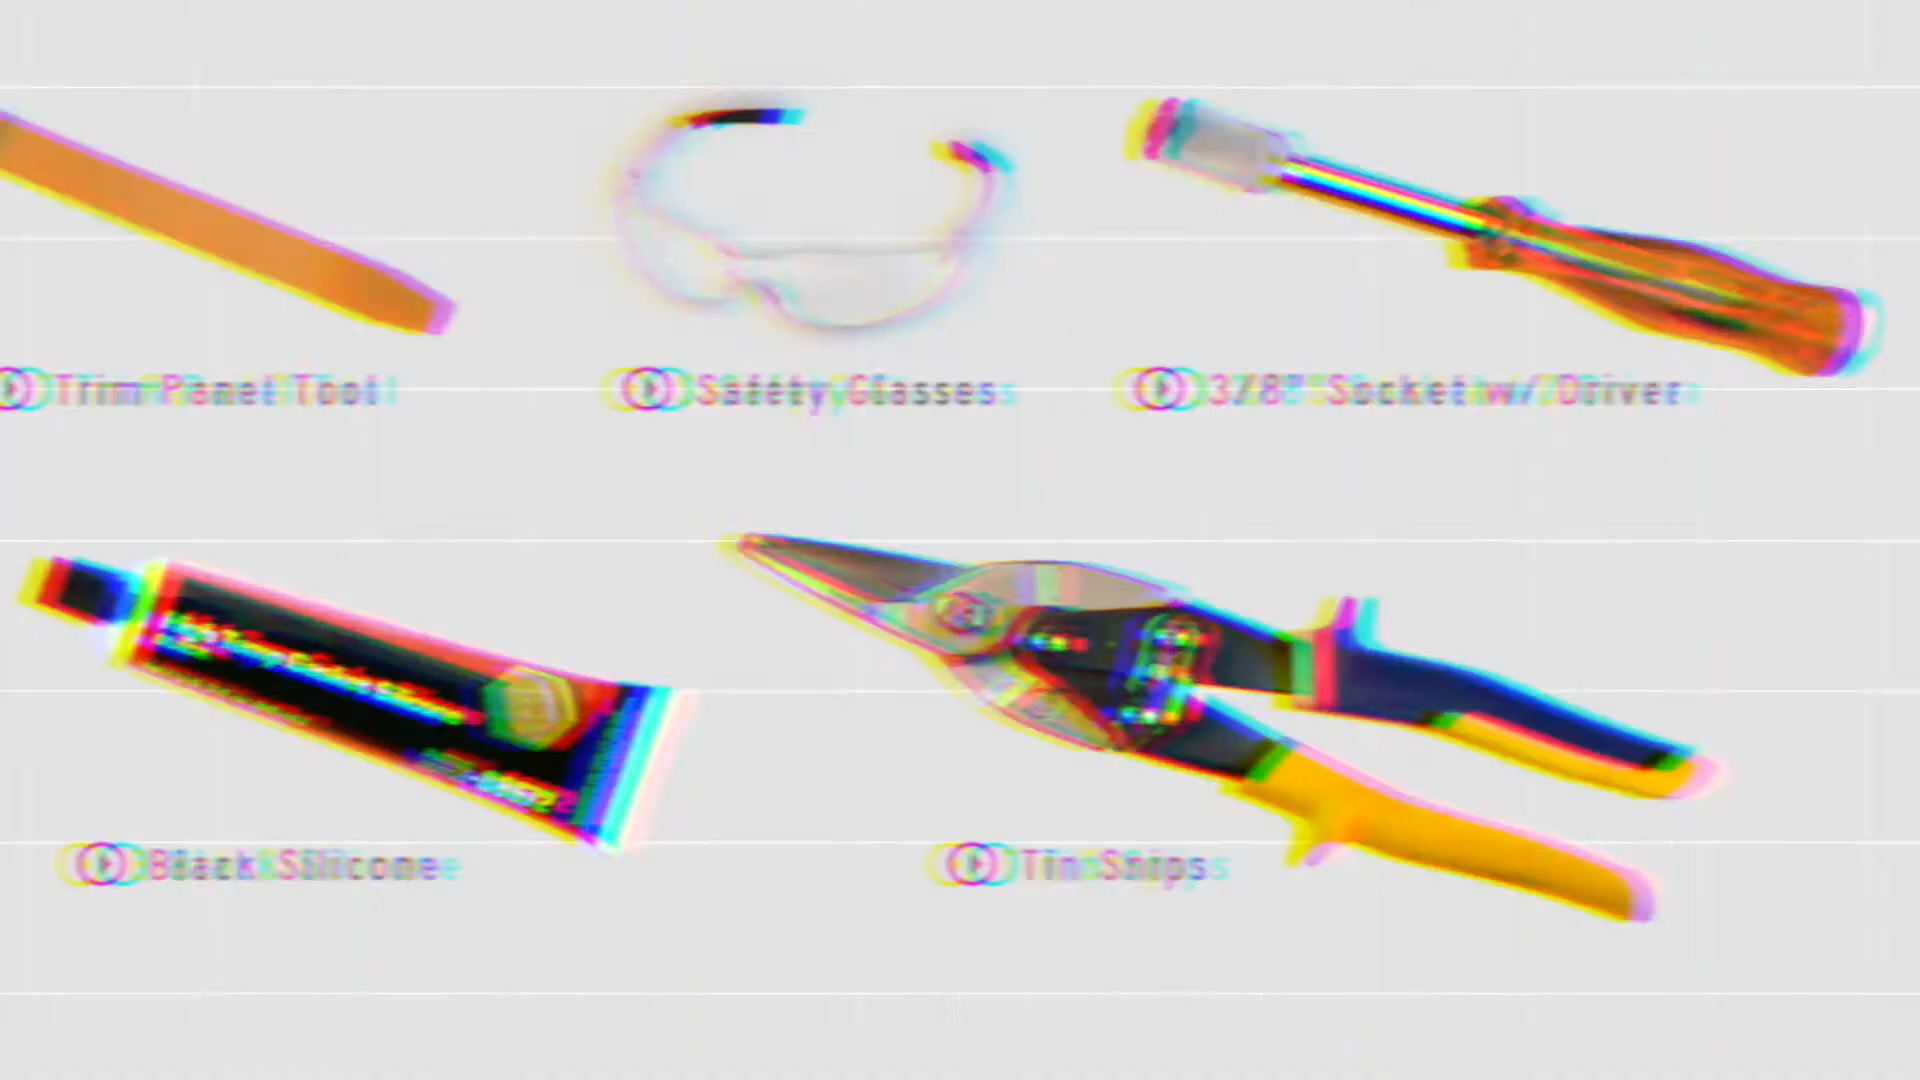 Trim Panel Tool
Safety Glasses
3/8" Socket w/ Driver
Black Silicone
Tin Snips